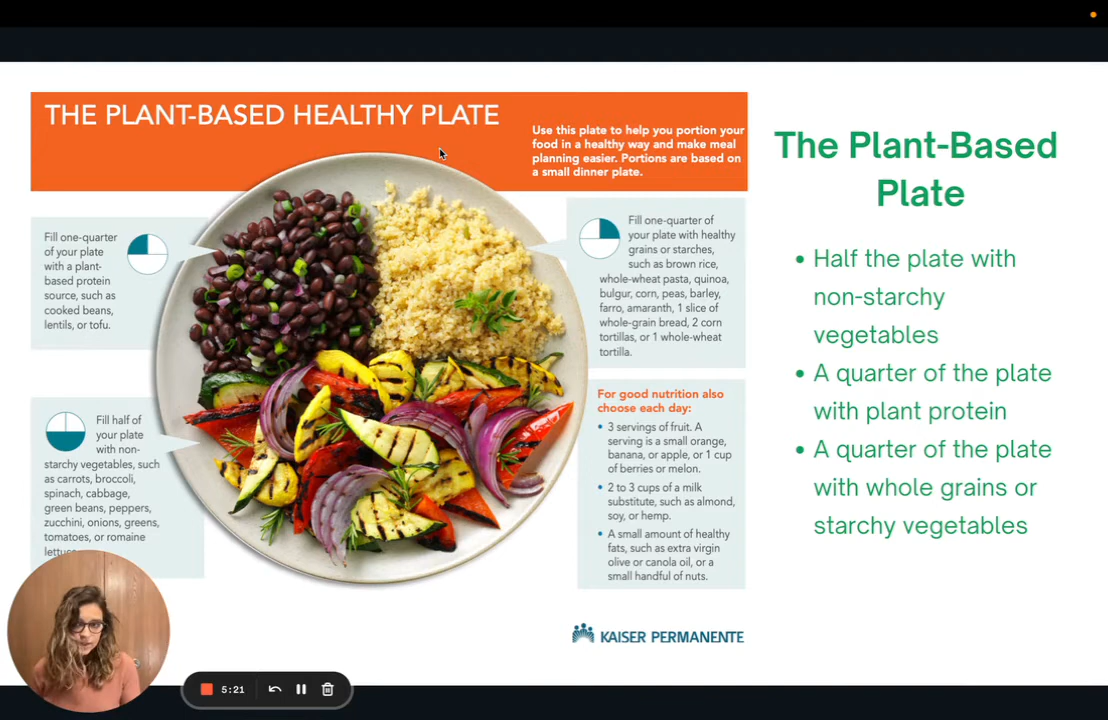 THE PLANT-BASED HEALTHY PLATE
Use this plate to help you portion your
food in a healthy way and make meal
planning easier. Portions are based on
a small dinner plate.
Fill one-quarter
of your plate
with a plant-
based protein
source, such as
cooked beans,
lentils, or tofu.
Fill one-quarter of
your plate with healthy
grains or starches,
such as brown rice,
whole-wheat pasta, quinoa,
bulgur, corn, peas, barley,
farro, amaranth, 1 slice of
whole-grain bread, 2 corn
tortillas, or 1 whole-wheat
tortilla.
Fill half of
your plate
with non-
starchy vegetables, such
as carrots, broccoli,
spinach, cabbage,
green beans, peppers,
zucchini, onions, greens,
tomatoes, or romaine
For good nutrition also
choose each day:
• 3 servings of fruit. A
serving is a small orange,
banana, or apple, or 1 cup
of berries or melon.
• 2 to 3 cups of a milk
substitute, such as almond,
soy, or hemp.
• A small amount of healthy
fats, such as extra virgin
olive or canola oil, or a
small handful of nuts.
KAISER PERMANENTE
The Plant-Based
Plate
• Half the plate with
non-starchy
vegetables
• A quarter of the plate
with plant protein
• A quarter of the plate
with whole grains or
starchy vegetables
5:21